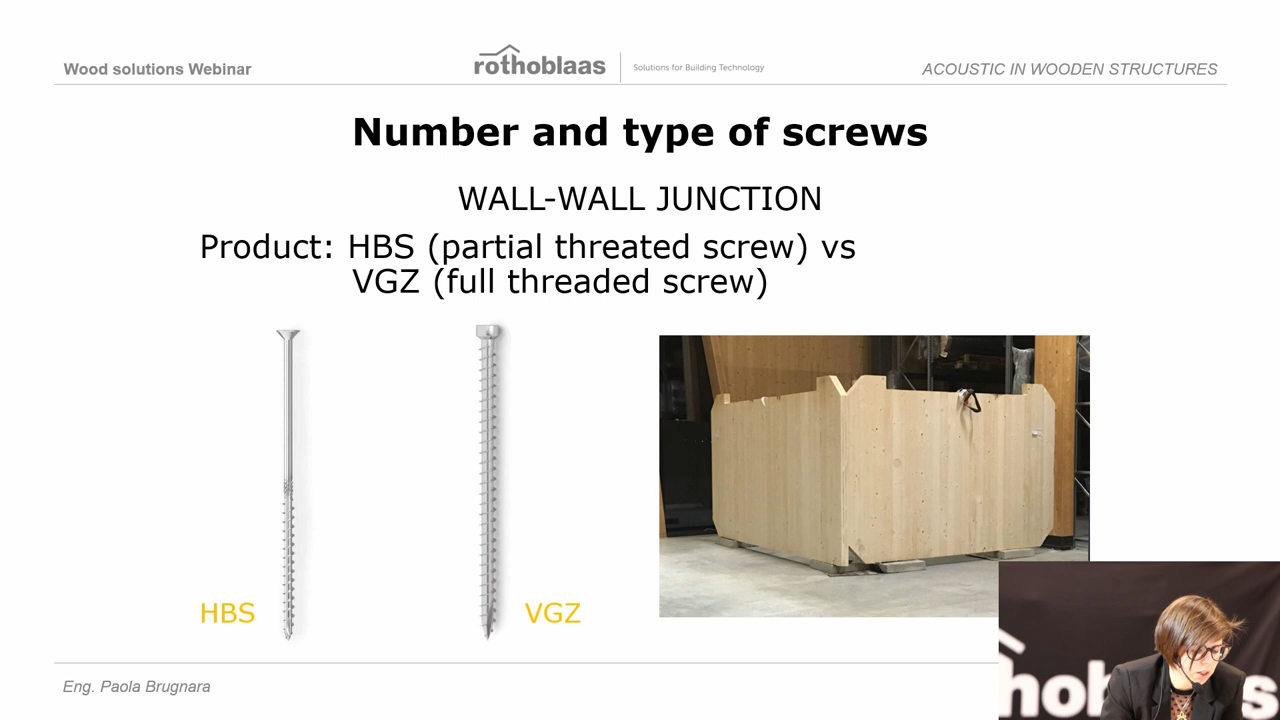 Wood solutions Webinar
rothoblaas
Solutions for Building Technology
ACOUSTIC IN WOODEN STRUCTURES
Number and type of screws
WALL-WALL JUNCTION
Product: HBS (partial threated screw) vs
VGZ (full threaded screw)
HBS
VGZ
Eng. Paola Brugnara